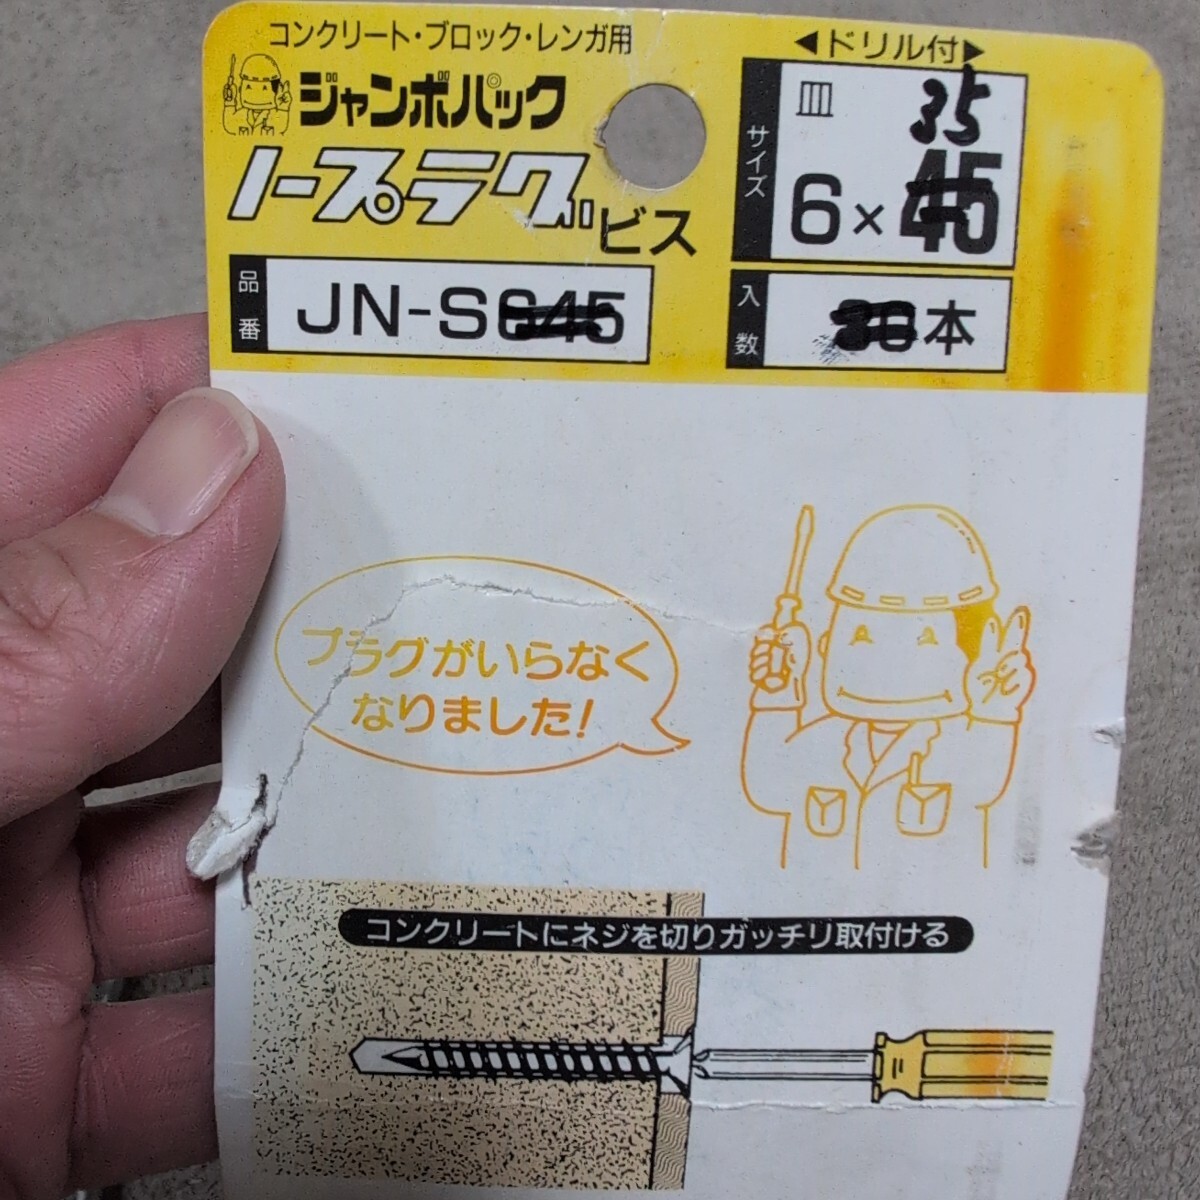 コンクリート・ブロック・レンガ用
ジャンボパック
ノープラグビス
品番 JN-S645
◀ドリル付▶
サイズ 皿 35
6×45
入数 本
プラグがいらなく
なりました!
コンクリートにネジを切りガッチリ取付ける